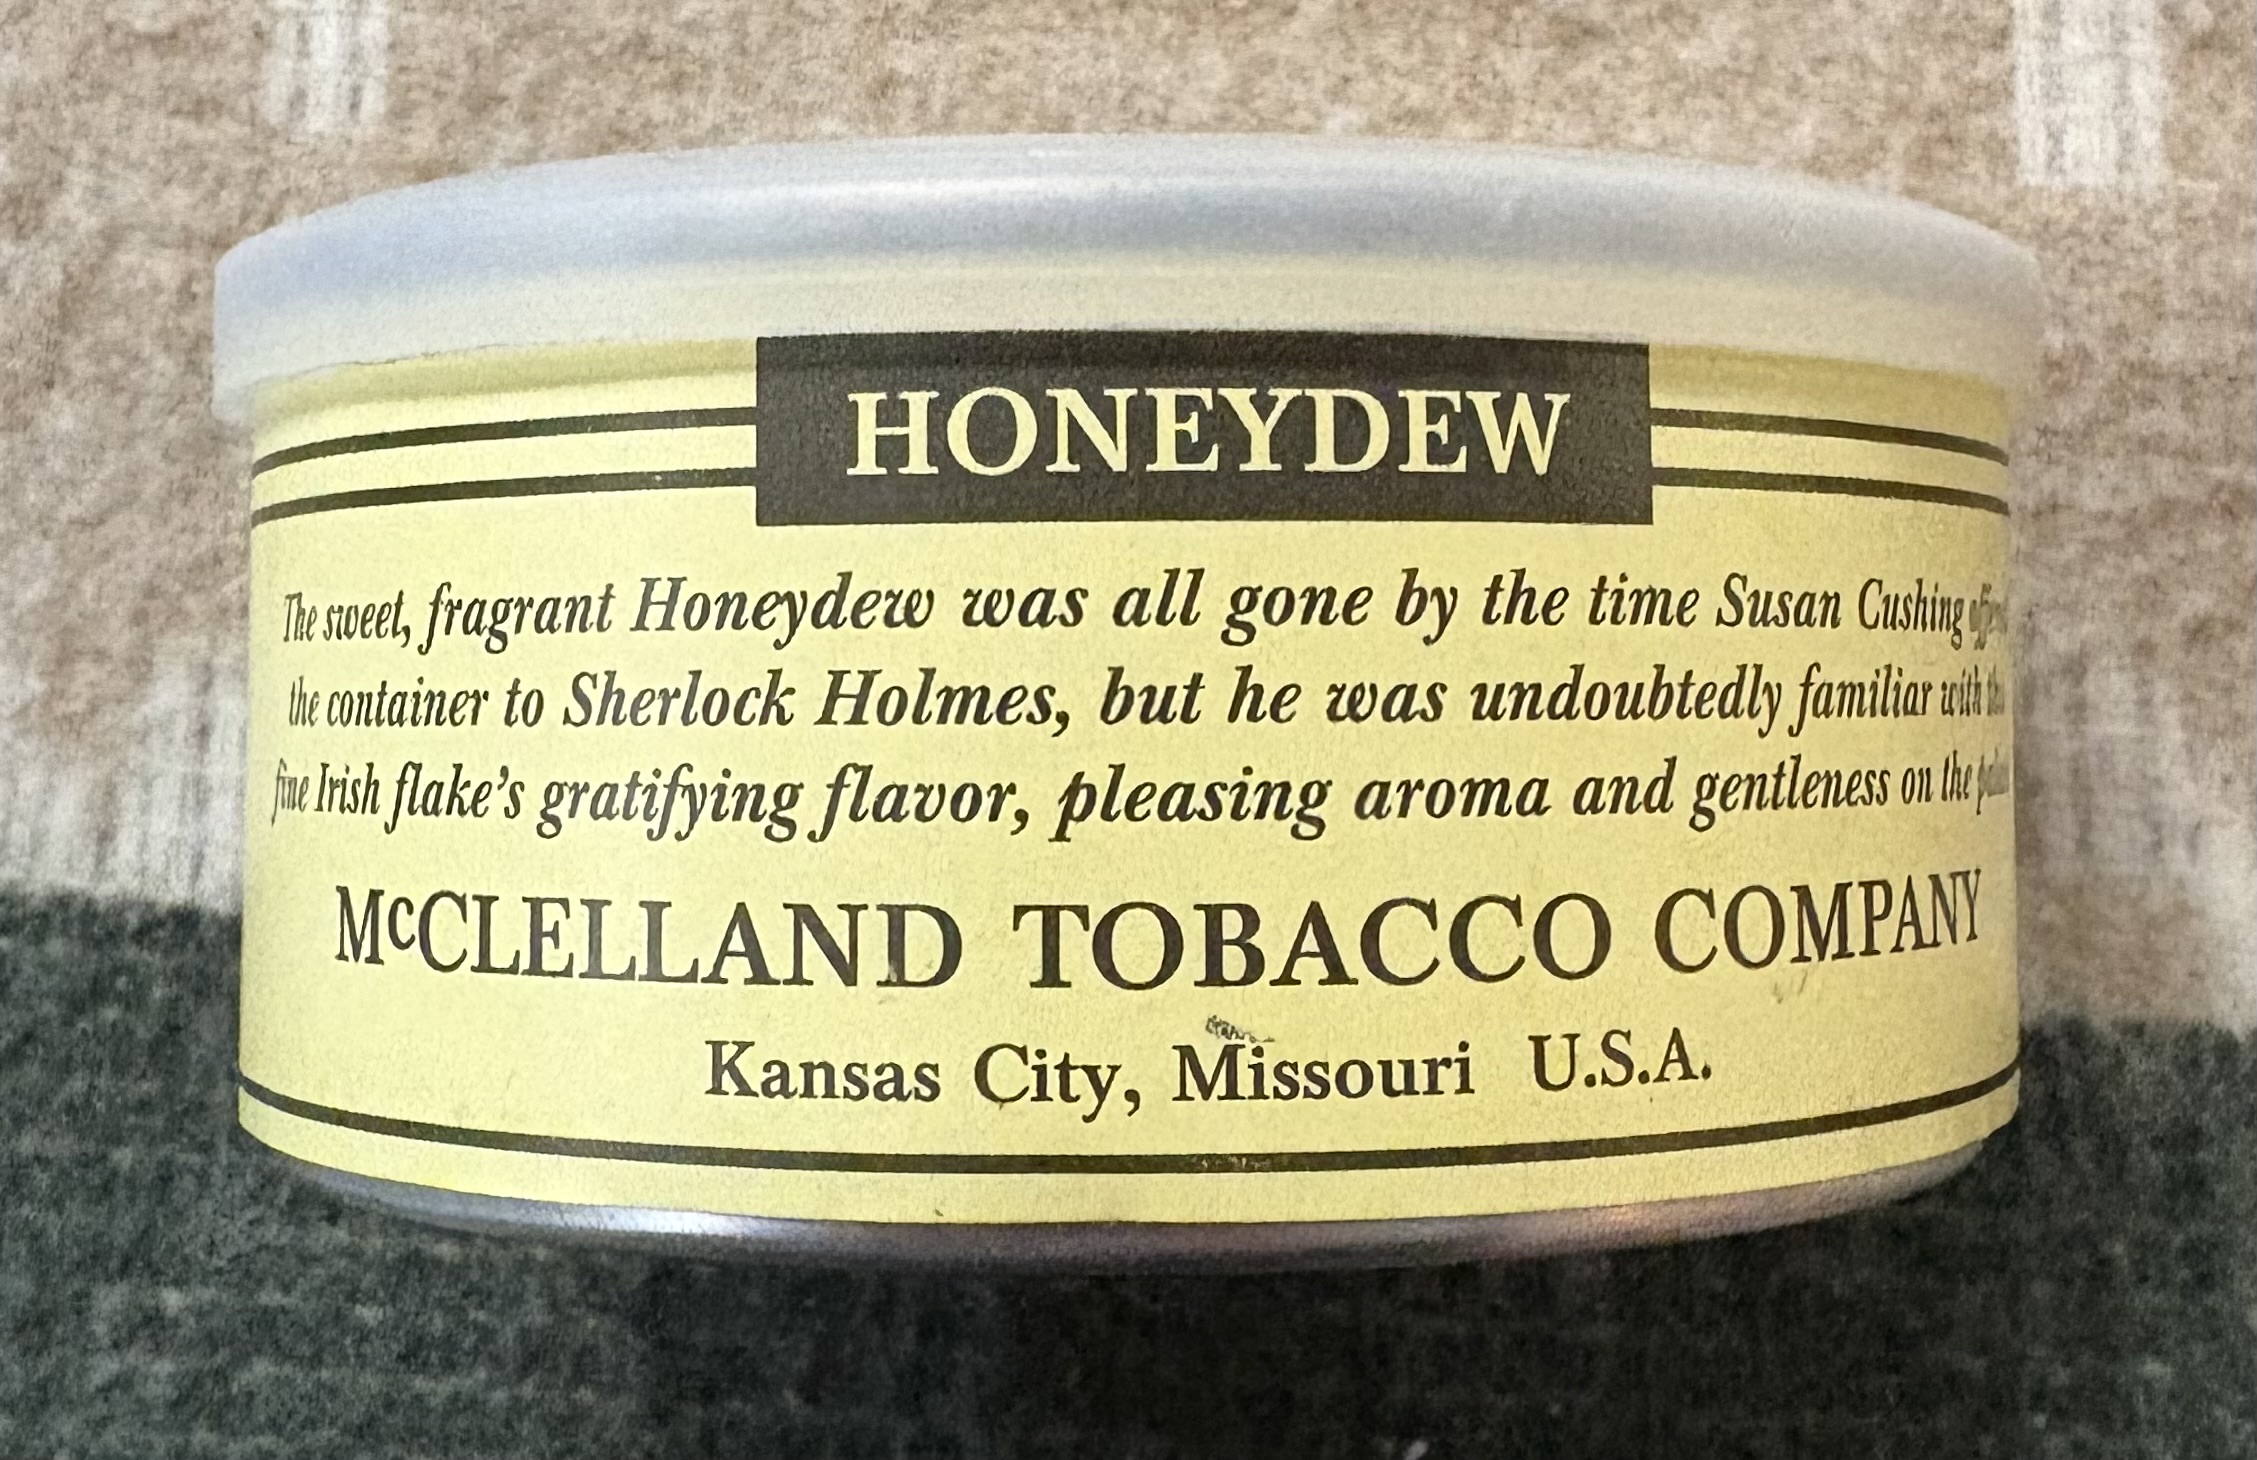 HONEYDEW
The sweet, fragrant Honeydew was all gone by the time Susan Cushing
the container to Sherlock Holmes, but he was undoubtedly familiar with
fine Irish flake's gratifying flavor, pleasing aroma and gentleness on the
McCLELLAND TOBACCO COMPANY
Kansas City, Missouri U.S.A.